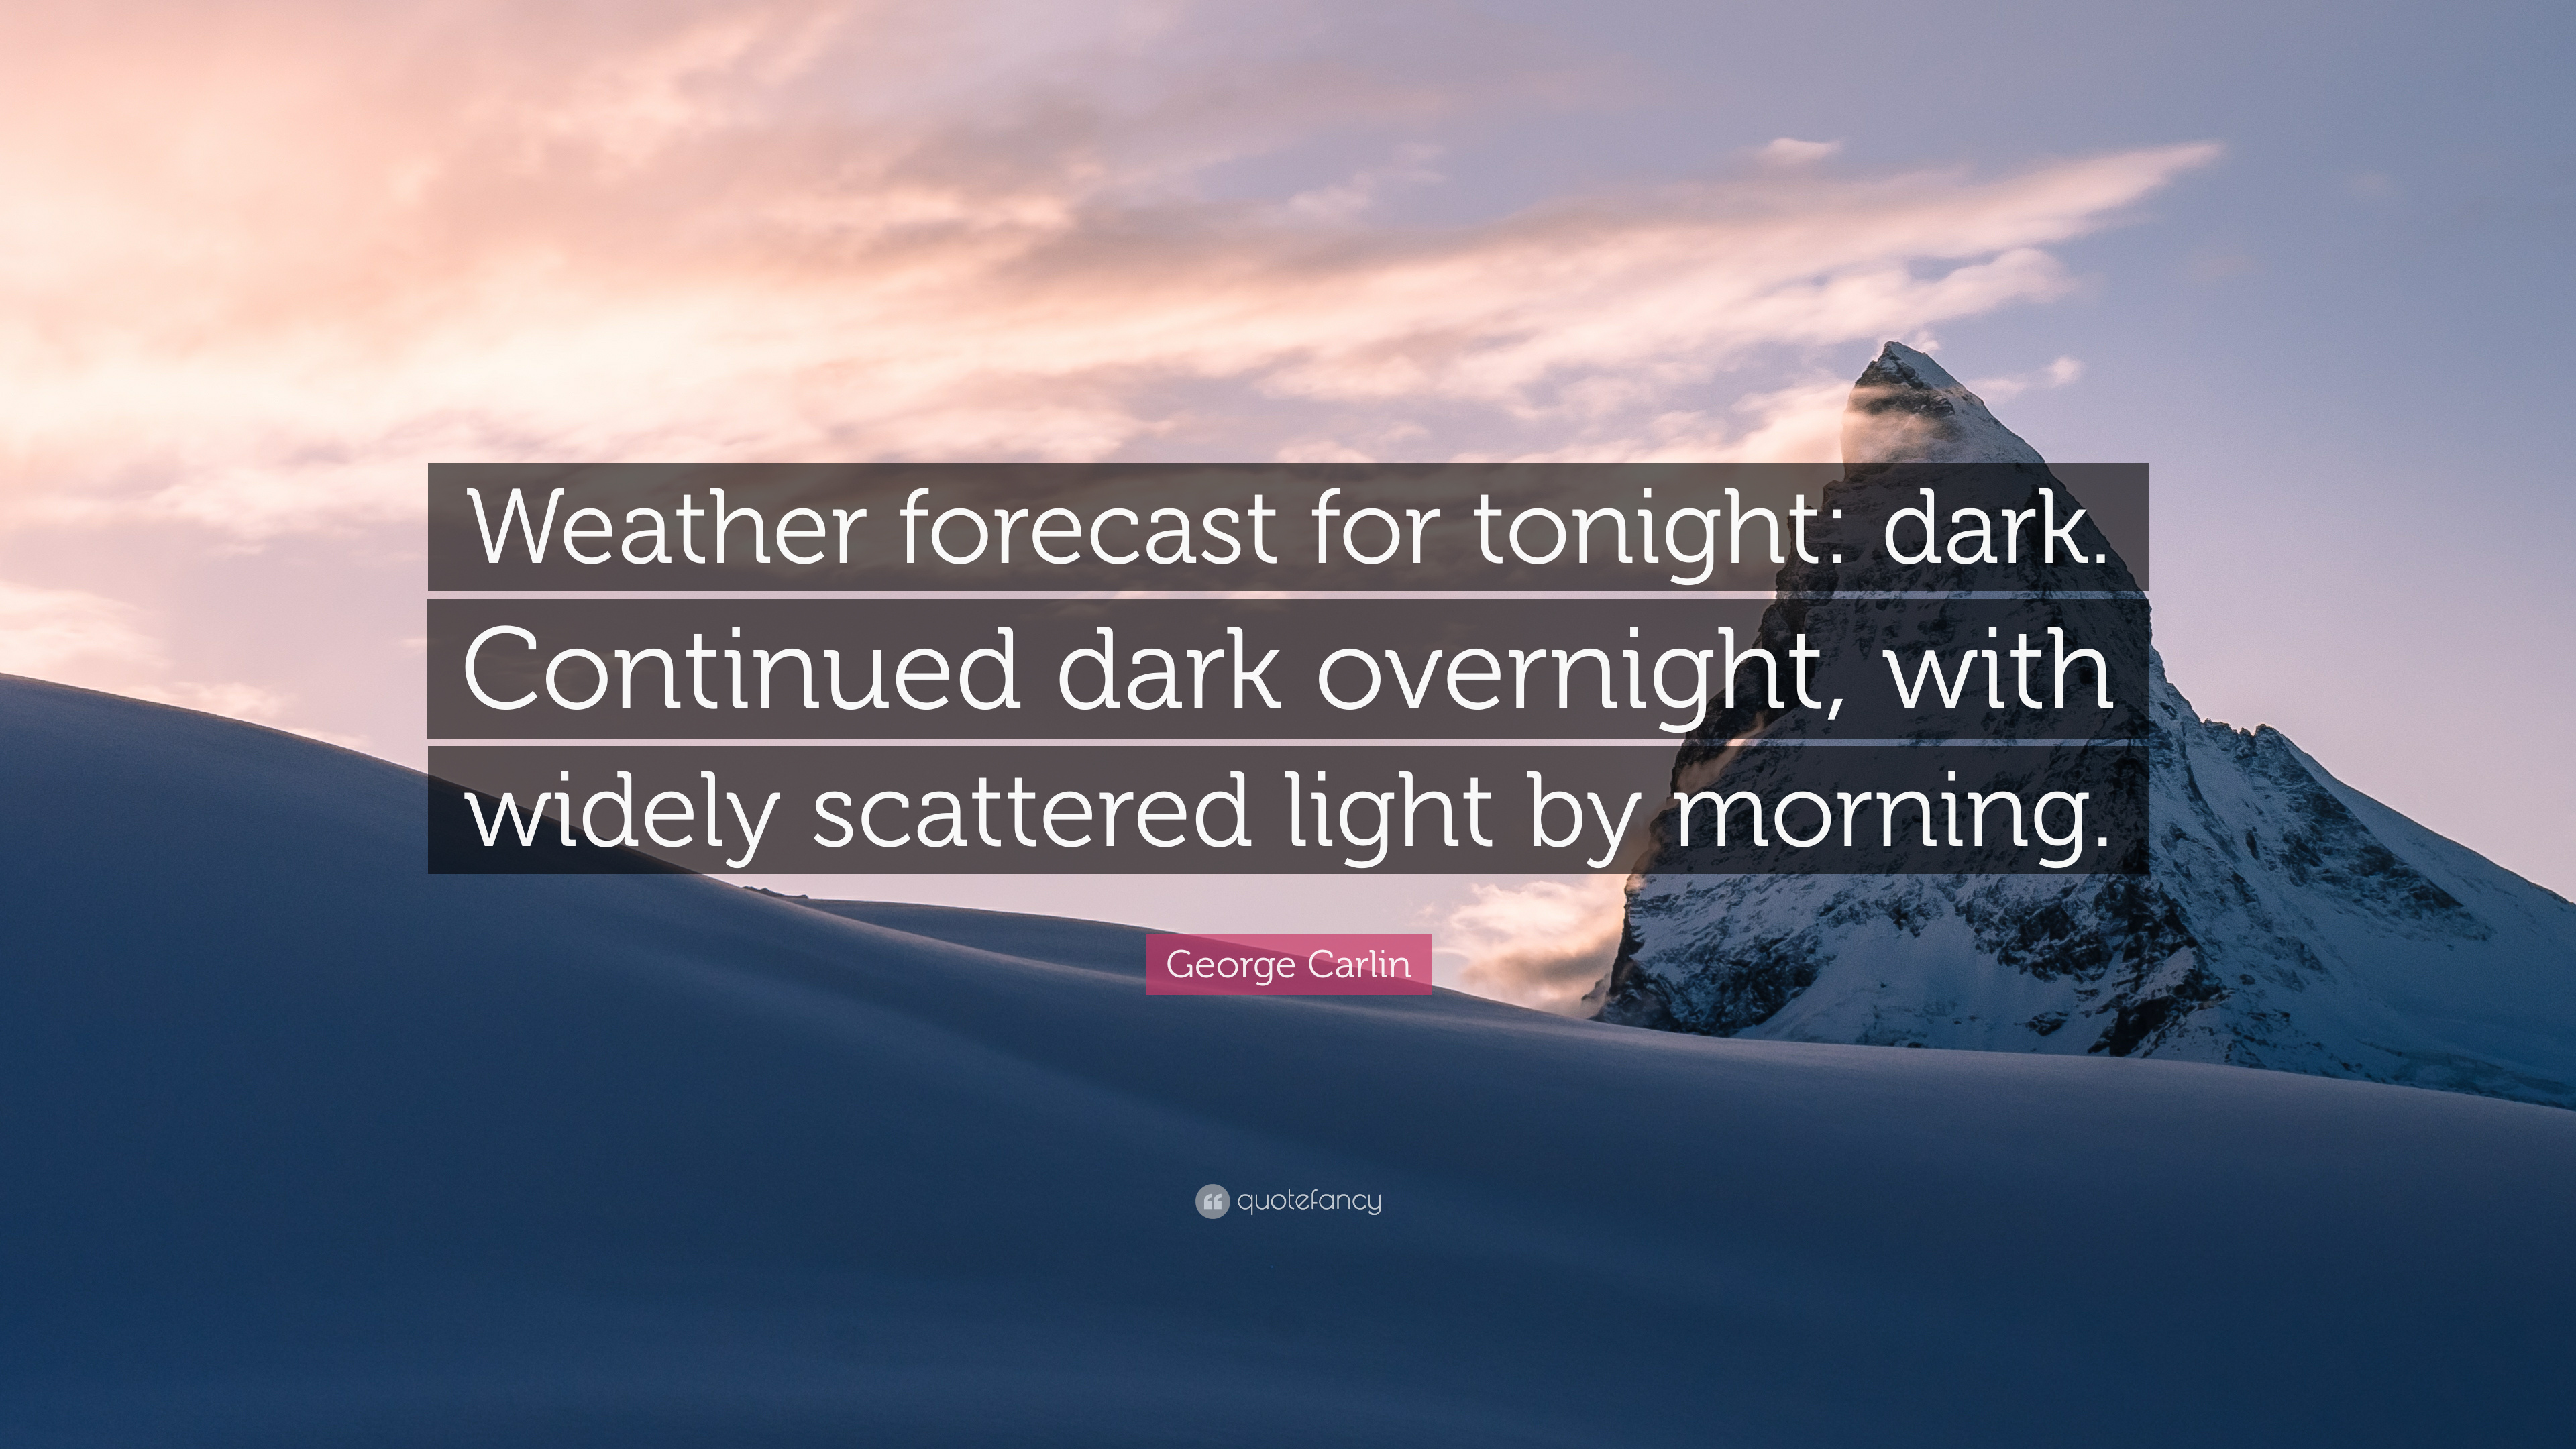 Weather forecast for tonight: dark.
Continued dark overnight, with
widely scattered light by morning.
George Carlin
quotefancy